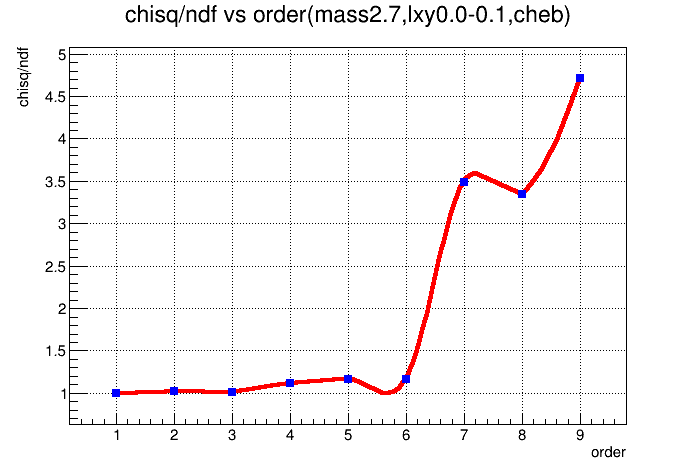 chisq/ndf vs order(mass2.7,lxy0.0-0.1,cheb)
chisq/ndf
5
4.5
4
3.5
3
2.5
2
1.5
1
1 2 3 4 5 6 7 8 9
order